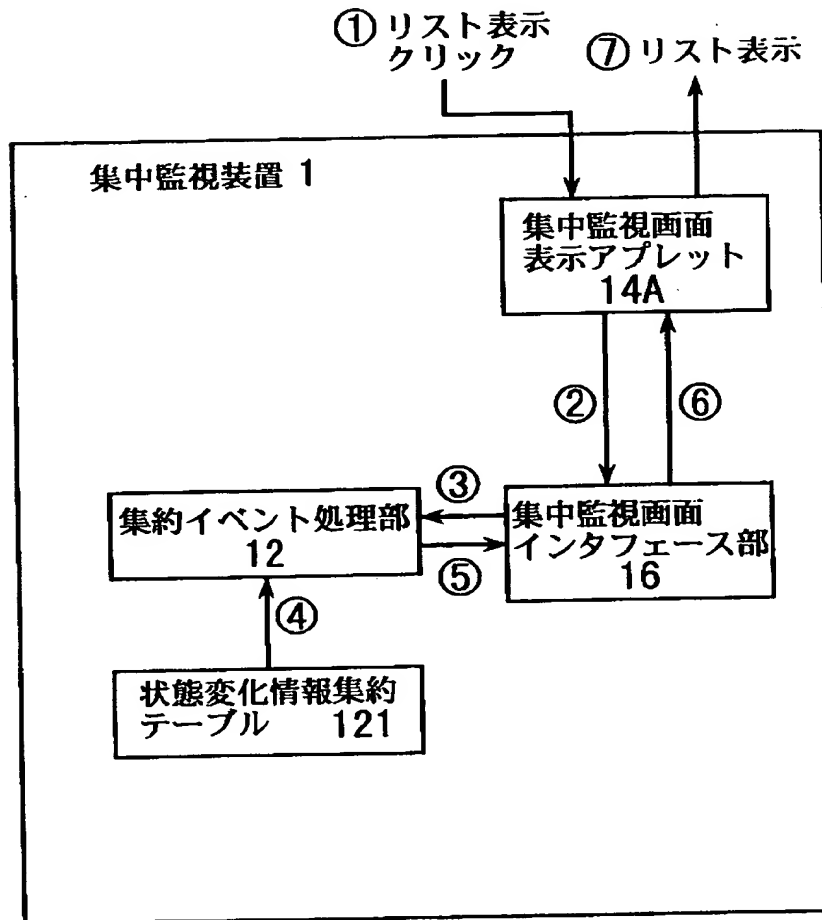 ① リスト表示
クリック
⑦ リスト表示
集中監視装置 1
集中監視画面
表示アプレット
14A
②
⑥
③
集約イベント処理部
12
⑤
集中監視画面
インタフェース部
16
④
状態変化情報集約
テーブル 121